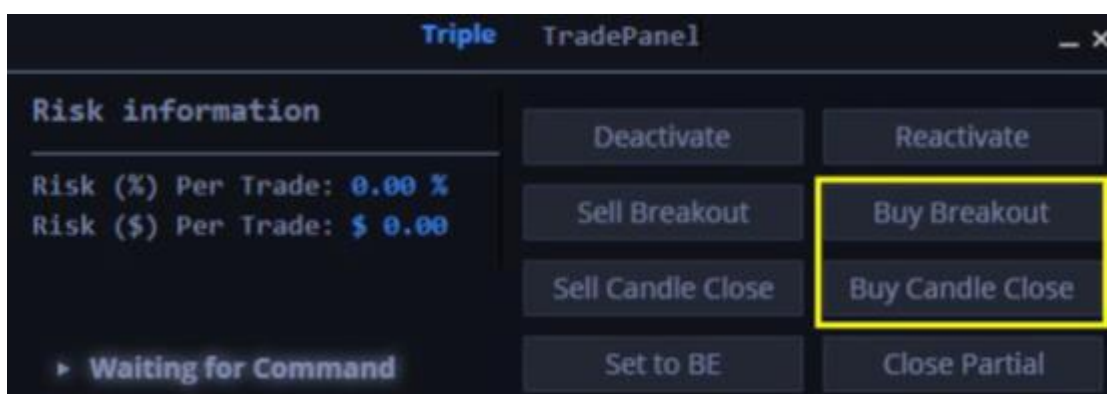 Triple TradePanel
Risk information
Risk (%) Per Trade: 0.00 %
Risk ($) Per Trade: $ 0.00
▸ Waiting for Command
Deactivate Reactivate
Sell Breakout Buy Breakout
Sell Candle Close Buy Candle Close
Set to BE Close Partial